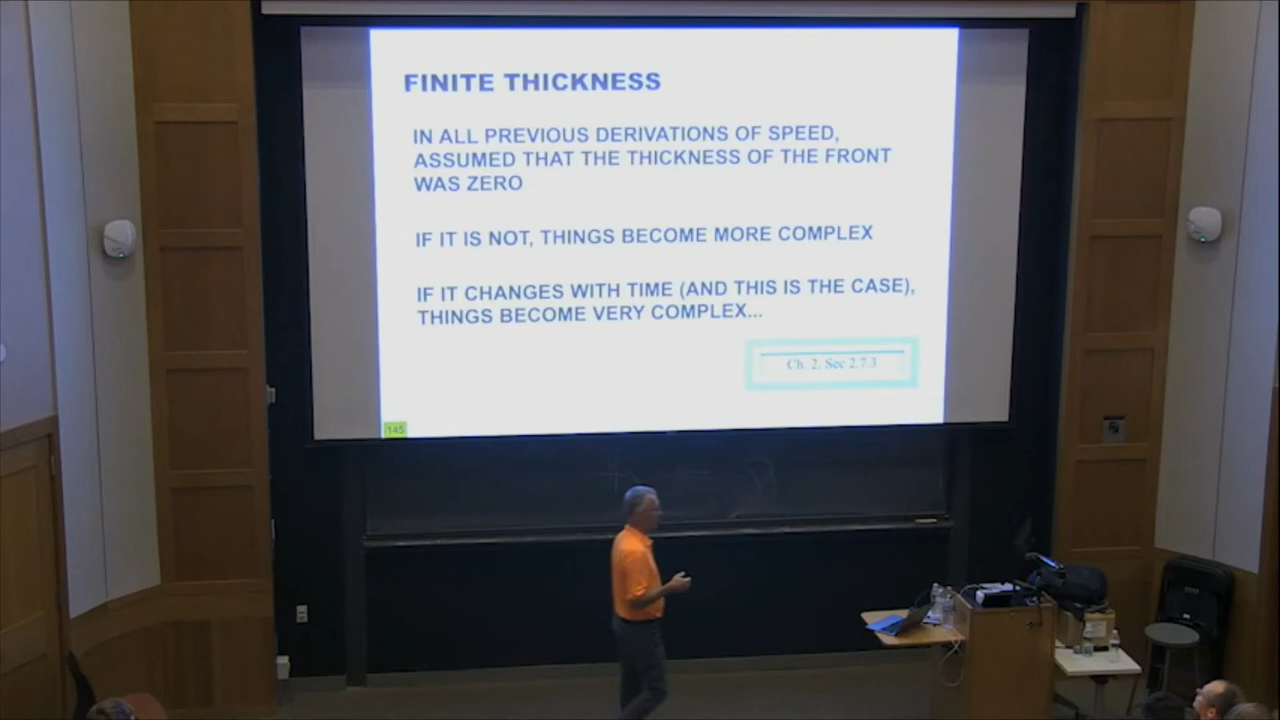 FINITE THICKNESS
IN ALL PREVIOUS DERIVATIONS OF SPEED,
ASSUMED THAT THE THICKNESS OF THE FRONT
WAS ZERO
IF IT IS NOT, THINGS BECOME MORE COMPLEX
IF IT CHANGES WITH TIME (AND THIS IS THE CASE),
THINGS BECOME VERY COMPLEX...
Ch. 2, Sec 2.7.3
145